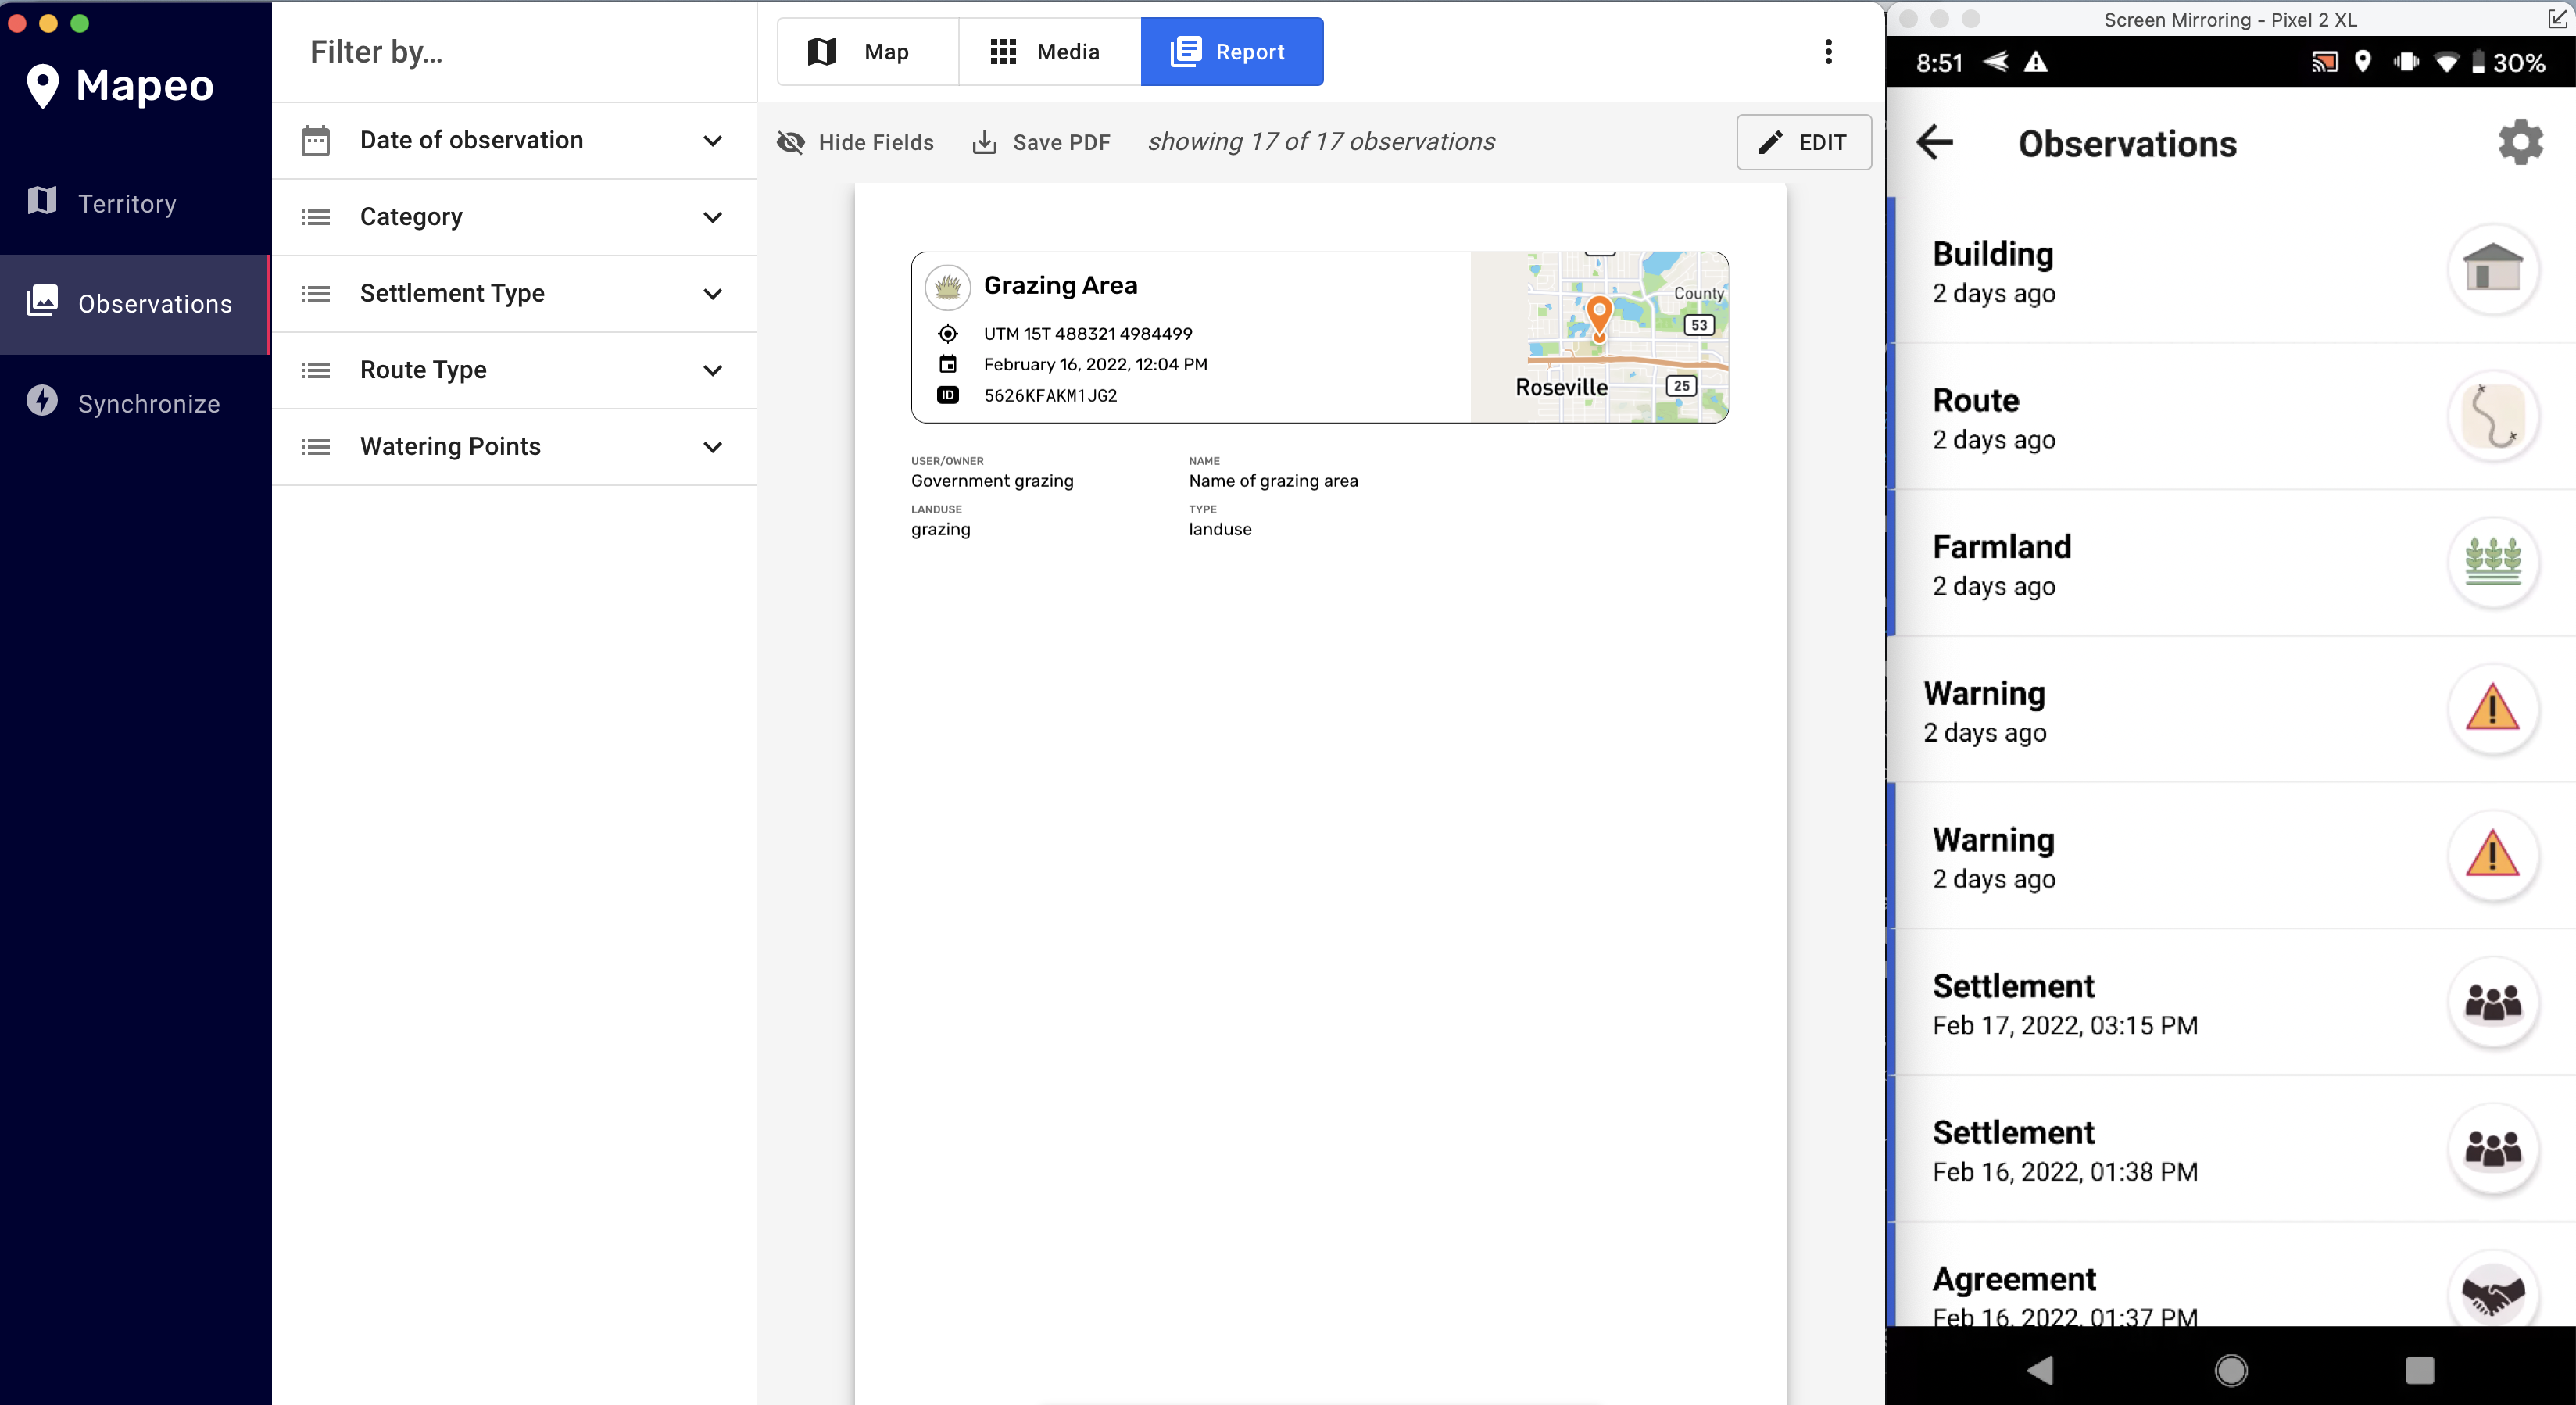 Mapeo
Territory
Observations
Synchronize
Filter by...
Date of observation
Category
Settlement Type
Route Type
Watering Points
Map
Media
Report
Hide Fields
Save PDF
showing 17 of 17 observations
EDIT
Grazing Area
UTM 15T 488321 4984499
February 16, 2022, 12:04 PM
ID
5626KFAKM1JG2
County
53
Roseville
25
USER/OWNER
Government grazing
NAME
Name of grazing area
LANDUSE
grazing
TYPE
landuse
Screen Mirroring - Pixel 2 XL
8:51
30%
Observations
Building
2 days ago
Route
2 days ago
Farmland
2 days ago
Warning
2 days ago
Warning
2 days ago
Settlement
Feb 17, 2022, 03:15 PM
Settlement
Feb 16, 2022, 01:38 PM
Agreement
Feb 16, 2022, 01:37 PM